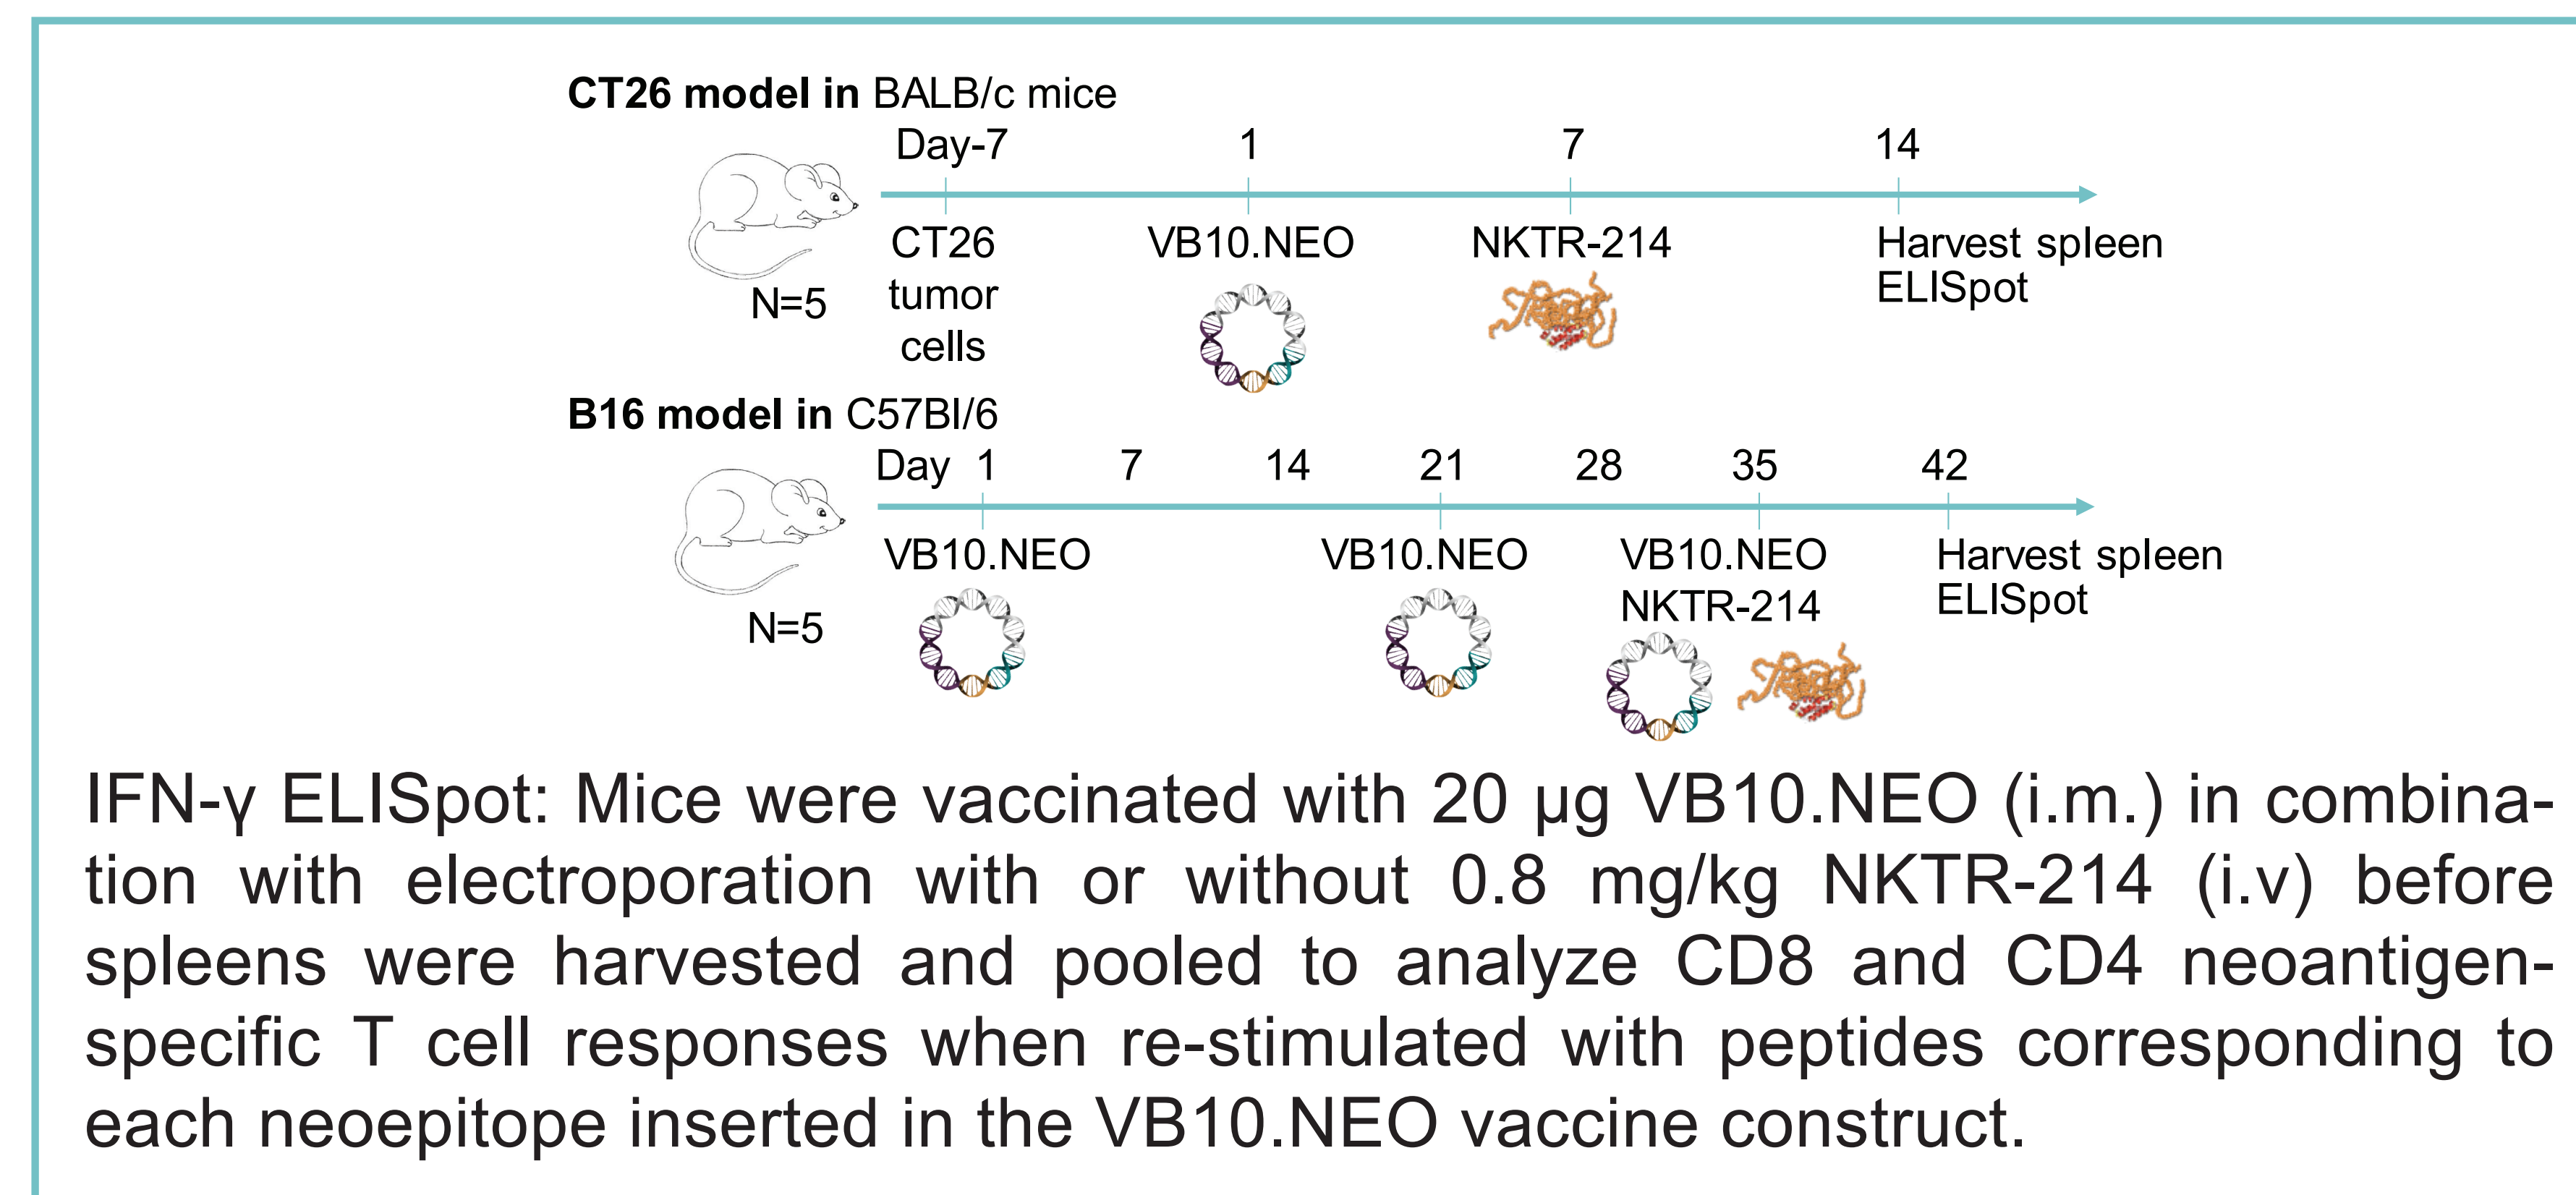 CT26 model in BALB/c mice
Day-7 1 7 14
CT26 tumor cells
VB10.NEO
NKTR-214
Harvest spleen
ELISpot
N=5
B16 model in C57Bl/6
Day 1 7 14 21 28 35 42
VB10.NEO
VB10.NEO
VB10.NEO
NKTR-214
Harvest spleen
ELISpot
N=5
IFN-γ ELISpot: Mice were vaccinated with 20 µg VB10.NEO (i.m.) in combina-
tion with electroporation with or without 0.8 mg/kg NKTR-214 (i.v) before
spleens were harvested and pooled to analyze CD8 and CD4 neoantigen-
specific T cell responses when re-stimulated with peptides corresponding to
each neoepitope inserted in the VB10.NEO vaccine construct.